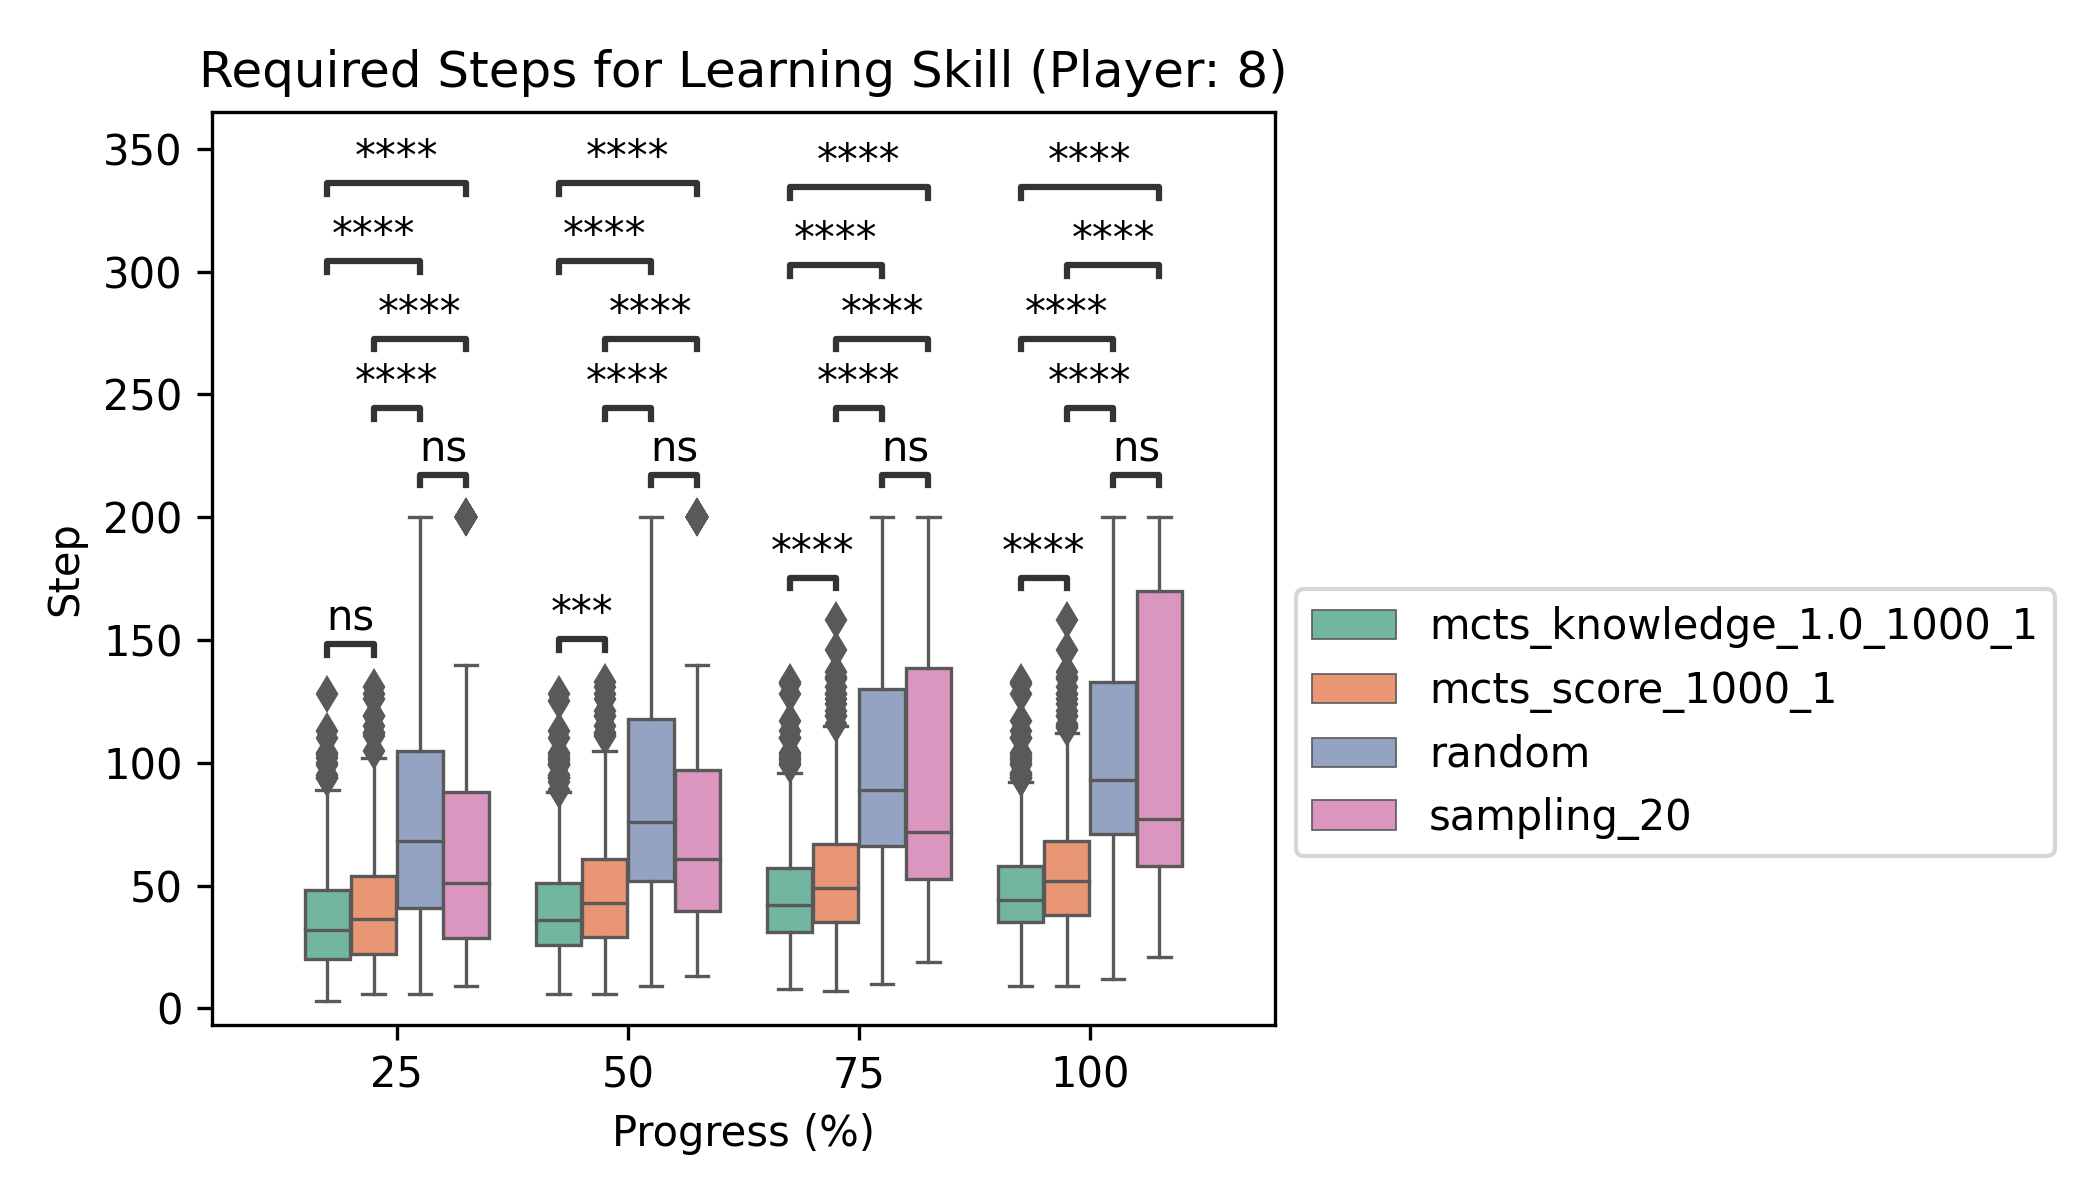 Required Steps for Learning Skill (Player: 8)
350
300
250
200
150
100
50
0
Step
**** **** **** ****
**** **** **** ****
**** **** **** ****
**** **** **** ****
ns ns ns ns
ns *** **** ****
25 50 75 100
Progress (%)
mcts_knowledge_1.0_1000_1
mcts_score_1000_1
random
sampling_20